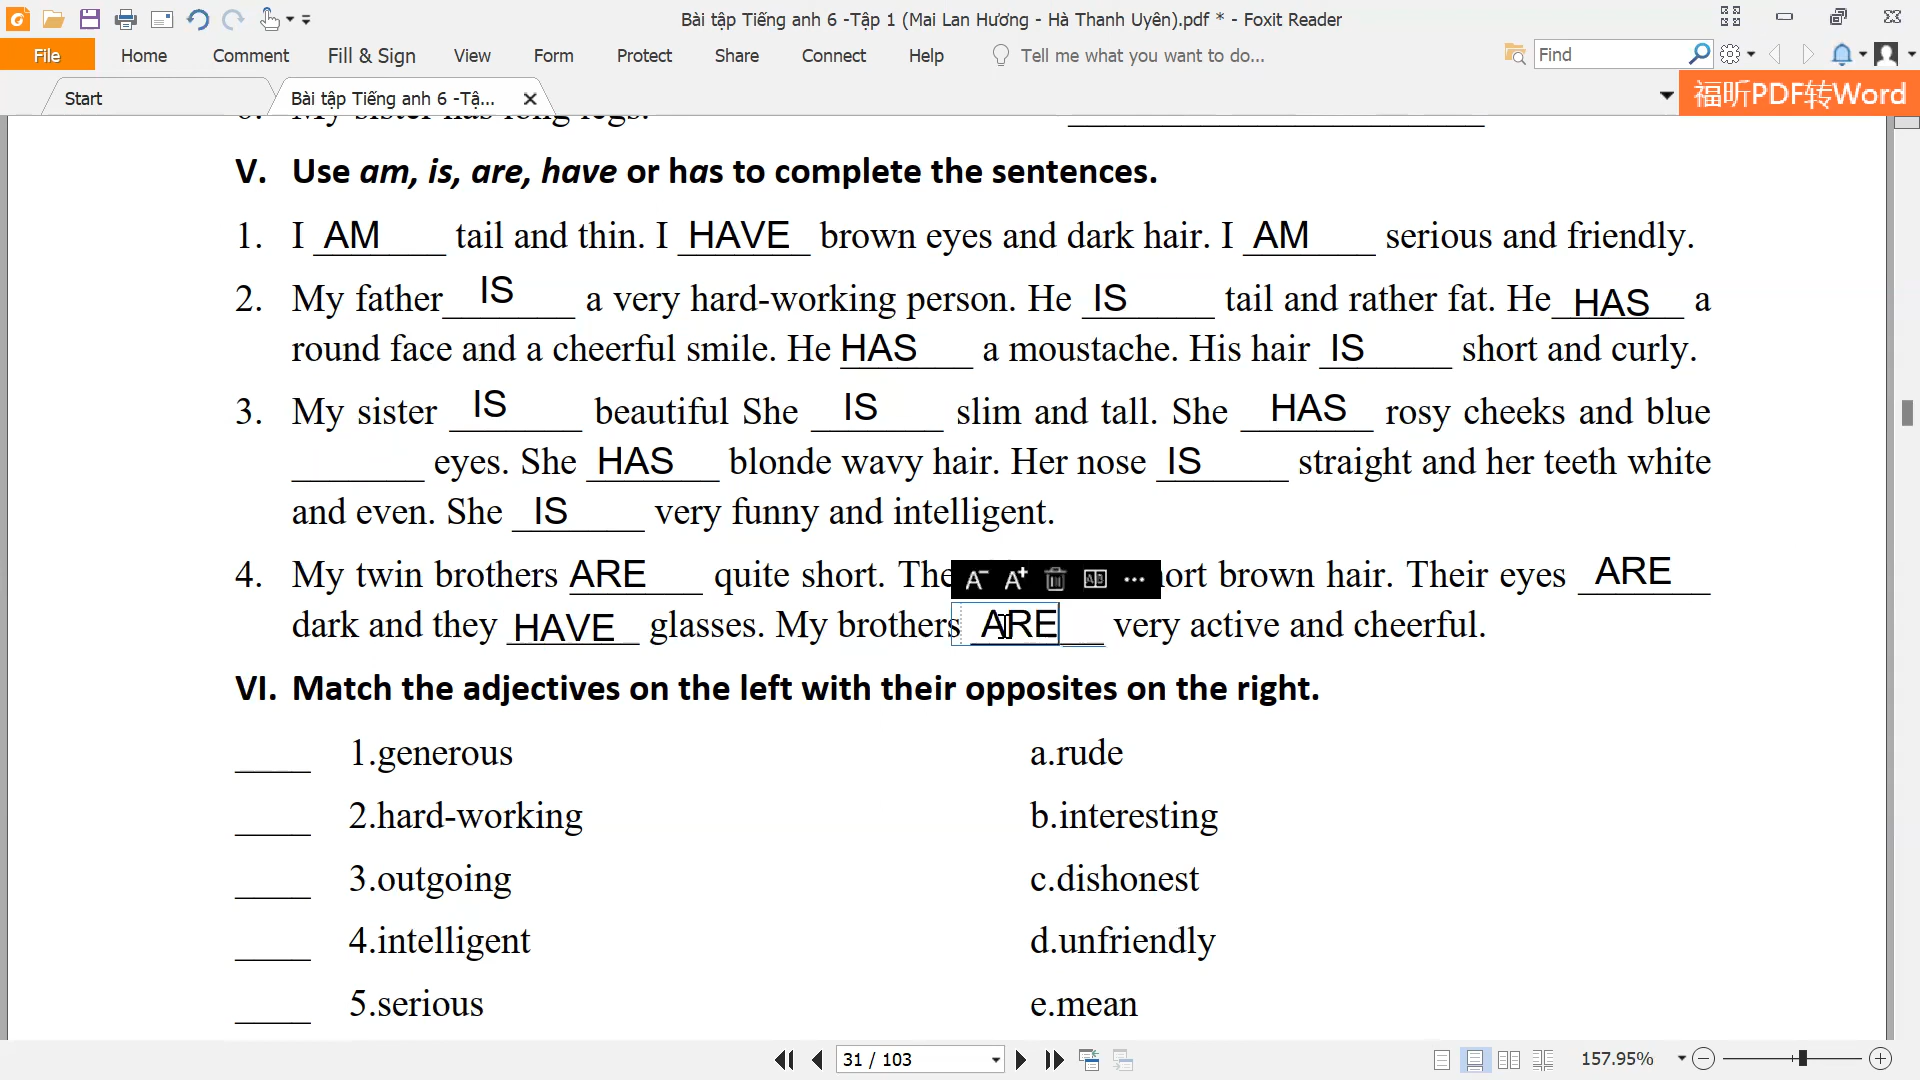 Bài tập Tiếng anh 6 -Tập 1 (Mai Lan Hương - Hà Thanh Uyên).pdf * - Foxit Reader
File Home Comment Fill & Sign View Form Protect Share Connect Help Tell me what you want to do... Find
Start Bài tập Tiếng anh 6 -Tậ... 福昕PDF转Word
V. Use am, is, are, have or has to complete the sentences.
1. I AM tail and thin. I HAVE brown eyes and dark hair. I AM serious and friendly.
2. My father IS a very hard-working person. He IS tail and rather fat. He HAS a
round face and a cheerful smile. He HAS a moustache. His hair IS short and curly.
3. My sister IS beautiful She IS slim and tall. She HAS rosy cheeks and blue
eyes. She HAS blonde wavy hair. Her nose IS straight and her teeth white
and even. She IS very funny and intelligent.
4. My twin brothers ARE quite short. brown hair. Their eyes ARE
dark and they HAVE glasses. My brothers ARE very active and cheerful.
VI. Match the adjectives on the left with their opposites on the right.
1.generous a.rude
2.hard-working b.interesting
3.outgoing c.dishonest
4.intelligent d.unfriendly
5.serious e.mean
31 / 103 157.95%